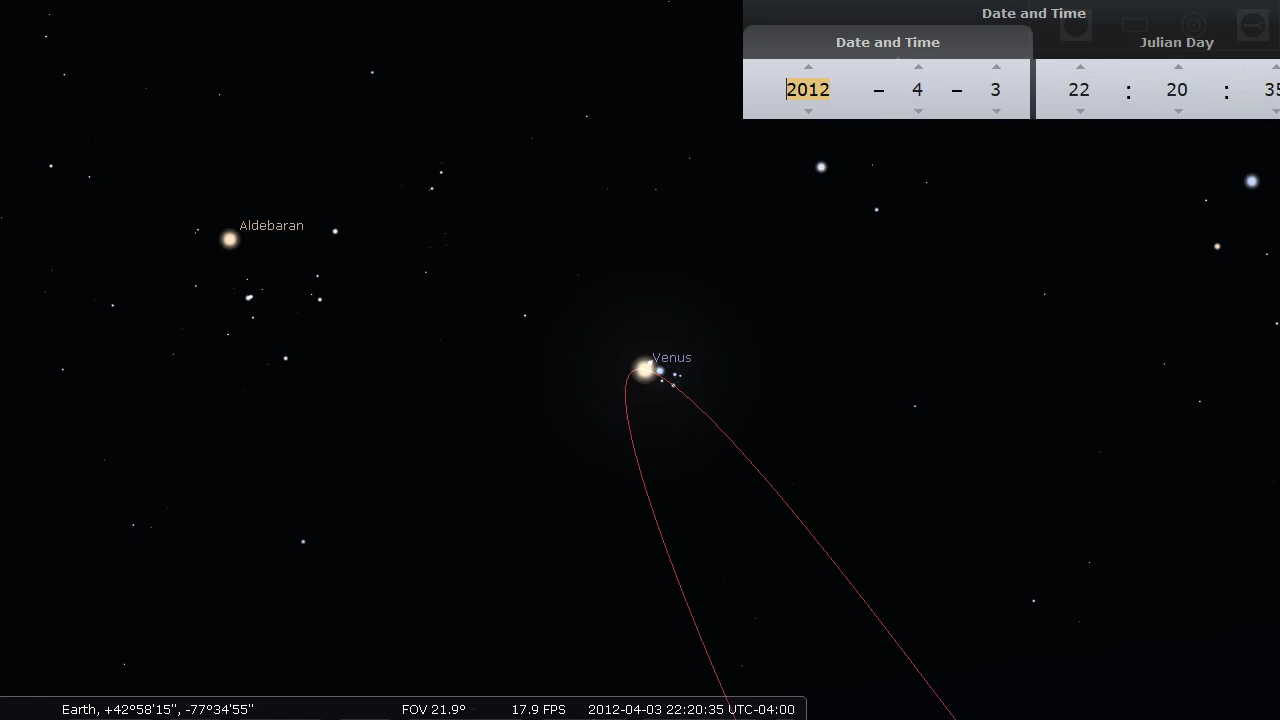 Date and Time
Date and Time Julian Day
2012 – 4 – 3 22 : 20 : 35
Aldebaran
Venus
Earth, +42°58'15", -77°34'55" FOV 21.9° 17.9 FPS 2012-04-03 22:20:35 UTC-04:00